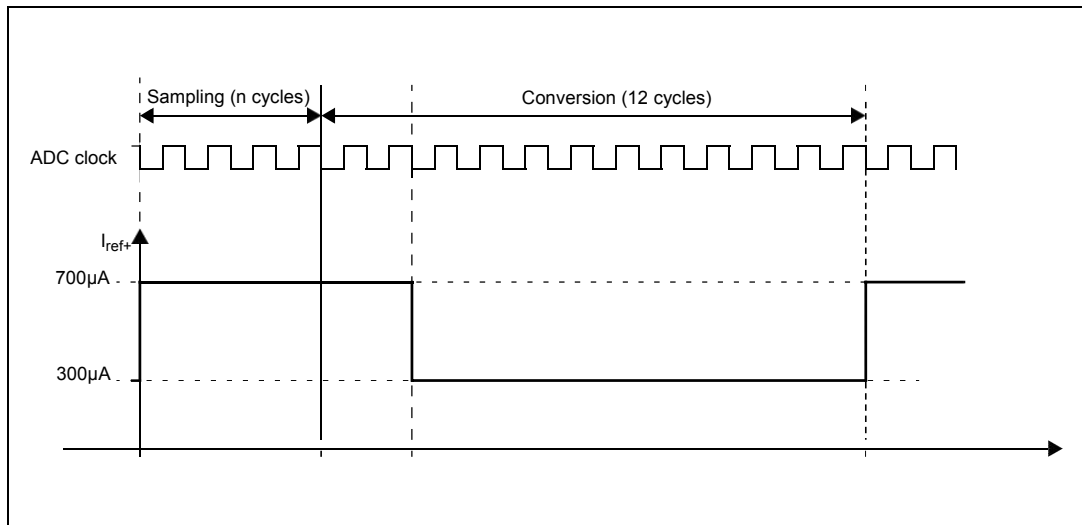 Sampling (n cycles)
Conversion (12 cycles)
ADC clock
Iref+
700µA
300µA